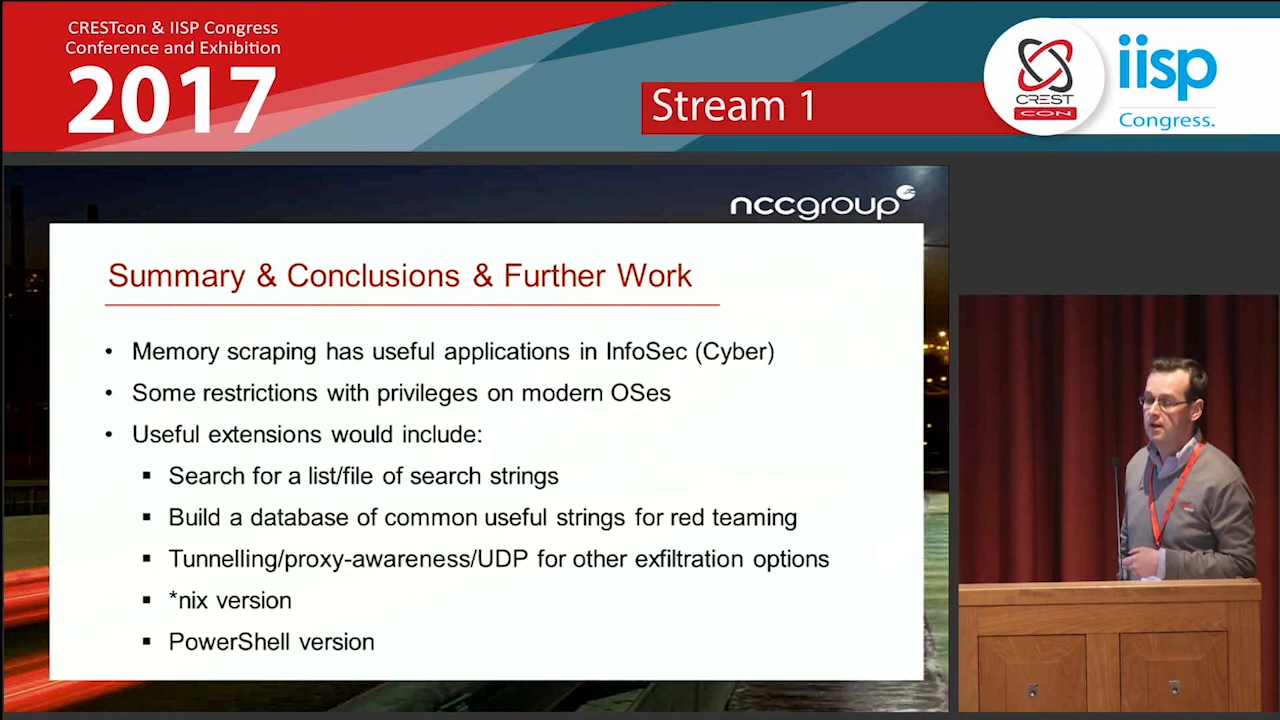 CRESTcon & IISP Congress
Conference and Exhibition
2017
Stream 1
CREST
CON
iisp
Congress.
nccgroup
Summary & Conclusions & Further Work
• Memory scraping has useful applications in InfoSec (Cyber)
• Some restrictions with privileges on modern OSes
• Useful extensions would include:
▪ Search for a list/file of search strings
▪ Build a database of common useful strings for red teaming
▪ Tunnelling/proxy-awareness/UDP for other exfiltration options
▪ *nix version
▪ PowerShell version